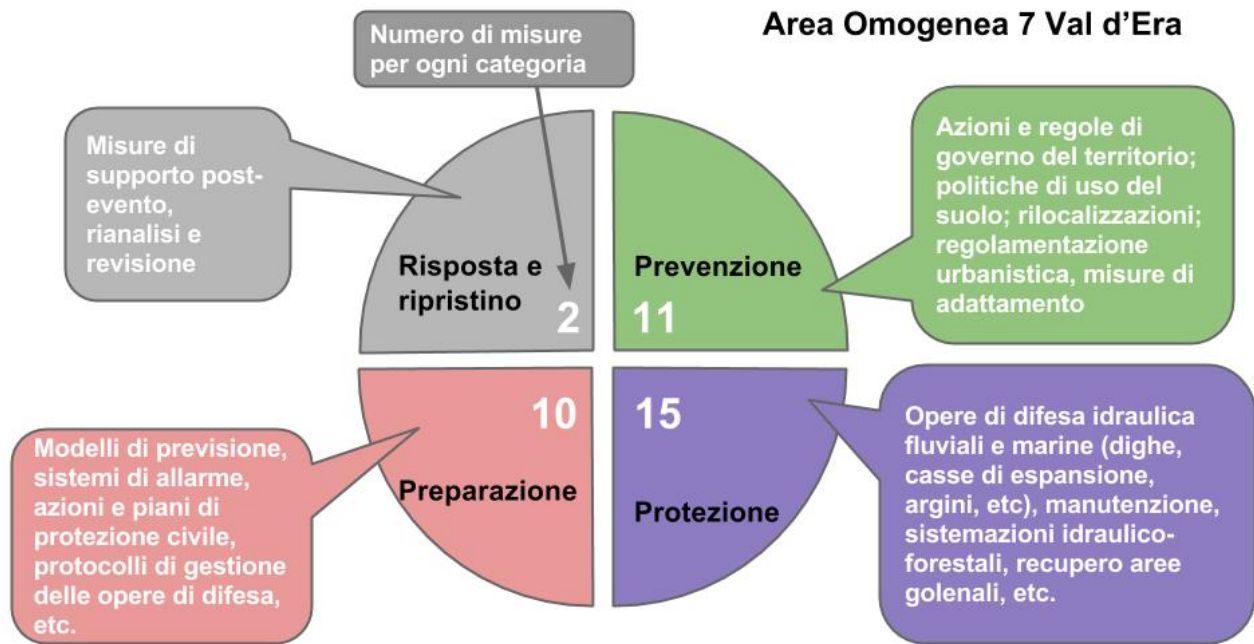 Area Omogenea 7 Val d'Era
Numero di misure
per ogni categoria
Misure di
supporto post-
evento,
rianalisi e
revisione
Risposta e
ripristino
2
Prevenzione
11
Azioni e regole di
governo del territorio;
politiche di uso del
suolo; rilocalizzazioni;
regolamentazione
urbanistica, misure di
adattamento
Modelli di previsione,
sistemi di allarme,
azioni e piani di
protezione civile,
protocolli di gestione
delle opere di difesa,
etc.
10
Preparazione
15
Protezione
Opere di difesa idraulica
fluviali e marine (dighe,
casse di espansione,
argini, etc), manutenzione,
sistemazioni idraulico-
forestali, recupero aree
golenali, etc.